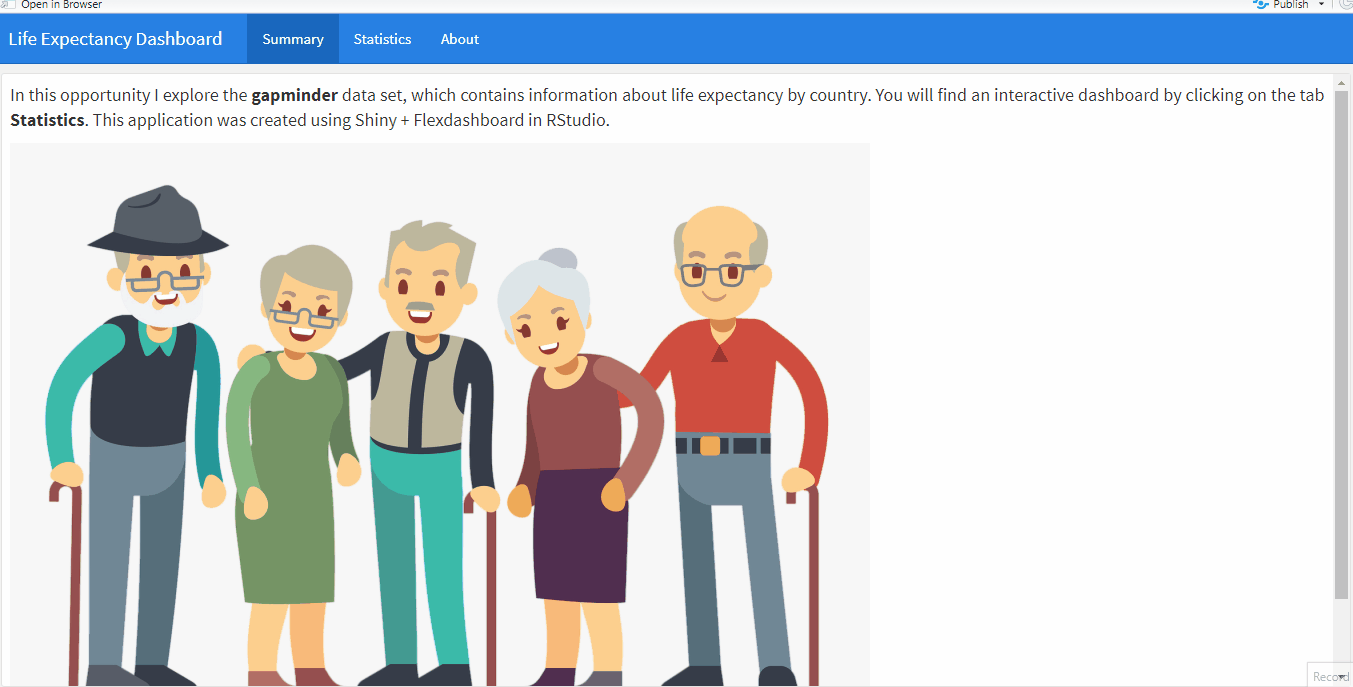 Open in Browser
Publish
Life Expectancy Dashboard
Summary
Statistics
About
In this opportunity I explore the gapminder data set, which contains information about life expectancy by country. You will find an interactive dashboard by clicking on the tab
Statistics. This application was created using Shiny + Flexdashboard in RStudio.
Record